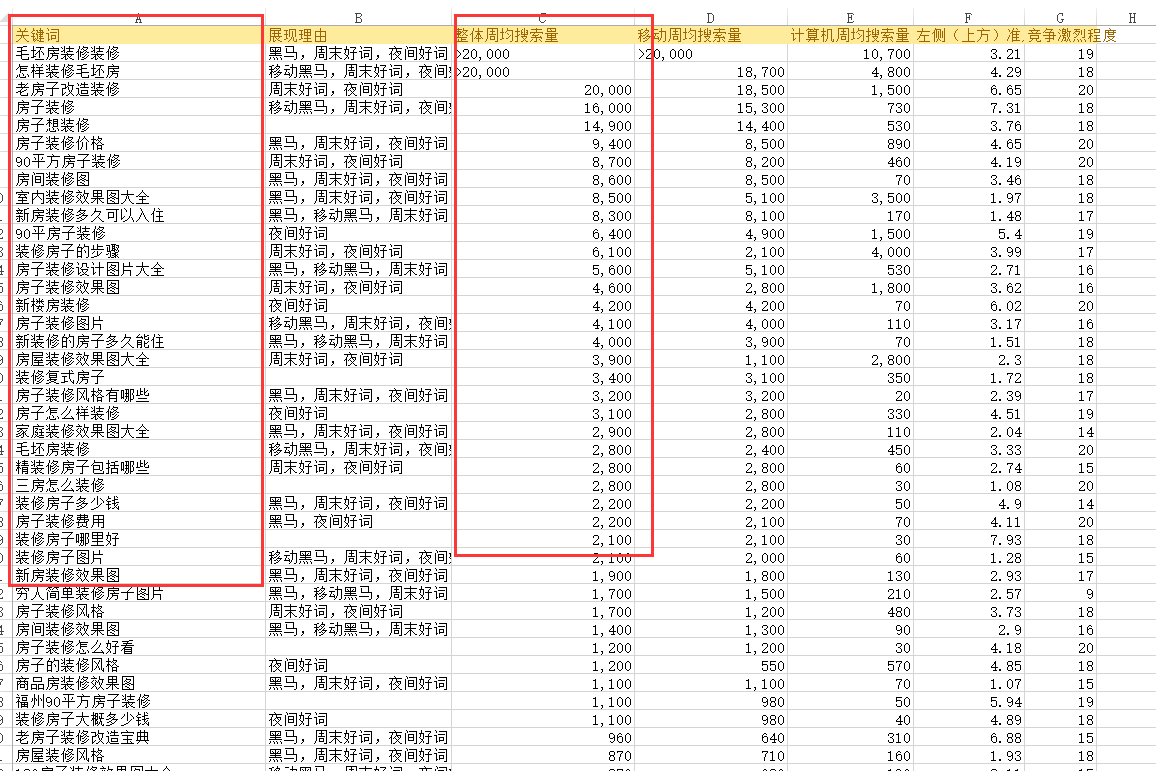 A B C D E F G H
关键词 展现理由 整体周均搜索量 移动周均搜索量 计算机周均搜索量 左侧(上方)准 竞争激烈程度
毛坯房装修装修 黑马,周末好词,夜间好词 >20,000 >20,000 10,700 3.21 19
怎样装修毛坯房 移动黑马,周末好词,夜间 >20,000 18,700 4,800 4.29 18
老房子改造装修 周末好词,夜间好词 20,000 18,500 1,500 6.65 20
房子装修 移动黑马,周末好词,夜间 16,000 15,300 730 7.31 18
房子想装修 14,900 14,400 530 3.76 18
房子装修价格 黑马,周末好词,夜间好词 9,400 8,500 890 4.65 20
90平方房子装修 周末好词,夜间好词 8,700 8,200 460 4.19 20
房间装修图 黑马,周末好词,夜间好词 8,600 8,500 70 3.46 18
室内装修效果图大全 黑马,周末好词,夜间好词 8,500 5,100 3,500 1.97 18
新房装修多久可以入住 黑马,移动黑马,周末好词 8,300 8,100 170 1.48 17
90平房子装修 夜间好词 6,400 4,900 1,500 5.4 19
装修房子的步骤 周末好词,夜间好词 6,100 2,100 4,000 3.99 17
房子装修设计图片大全 黑马,移动黑马,周末好词 5,600 5,100 530 2.71 16
房子装修效果图 周末好词,夜间好词 4,600 2,800 1,800 3.62 16
新楼房装修 夜间好词 4,200 4,200 70 6.02 20
房子装修图片 移动黑马,周末好词,夜间 4,100 4,000 110 3.17 16
新装修的房子多久能住 黑马,移动黑马,周末好词 4,000 3,900 70 1.51 18
房屋装修效果图大全 周末好词,夜间好词 3,900 1,100 2,800 2.3 18
装修复式房子 3,400 3,100 350 1.72 18
房子装修风格有哪些 黑马,周末好词,夜间好词 3,200 3,200 20 2.39 17
房子怎么样装修 夜间好词 3,100 2,800 330 4.51 19
家庭装修效果图大全 黑马,周末好词,夜间好词 2,900 2,800 110 2.04 14
毛坯房装修 移动黑马,周末好词,夜间 2,800 2,400 450 3.33 20
精装修房子包括哪些 周末好词,夜间好词 2,800 2,800 60 2.74 15
三房怎么装修 2,800 2,800 30 1.08 20
装修房子多少钱 黑马,周末好词,夜间好词 2,200 2,200 50 4.9 14
房子装修费用 黑马,夜间好词 2,200 2,100 70 4.11 20
装修房子哪里好 2,100 2,100 30 7.93 18
装修房子图片 移动黑马,周末好词,夜间 2,100 2,000 60 1.28 15
新房装修效果图 黑马,周末好词,夜间好词 1,900 1,800 130 2.93 17
穷人简单装修房子图片 黑马,移动黑马,周末好词 1,700 1,500 210 2.57 9
房子装修风格 周末好词,夜间好词 1,700 1,200 480 3.73 18
房间装修效果图 黑马,移动黑马,周末好词 1,400 1,300 90 2.9 16
房子装修怎么好看 1,200 1,200 30 4.18 20
房子的装修风格 夜间好词 1,200 550 570 4.85 18
商品房装修效果图 黑马,周末好词,夜间好词 1,100 1,100 70 1.07 15
福州90平方房子装修 1,100 980 50 5.94 19
装修房子大概多少钱 夜间好词 1,100 980 40 4.89 18
老房子装修改造宝典 黑马,周末好词,夜间好词 960 640 310 6.88 15
房屋装修风格 黑马,周末好词,夜间好词 870 710 160 1.93 18